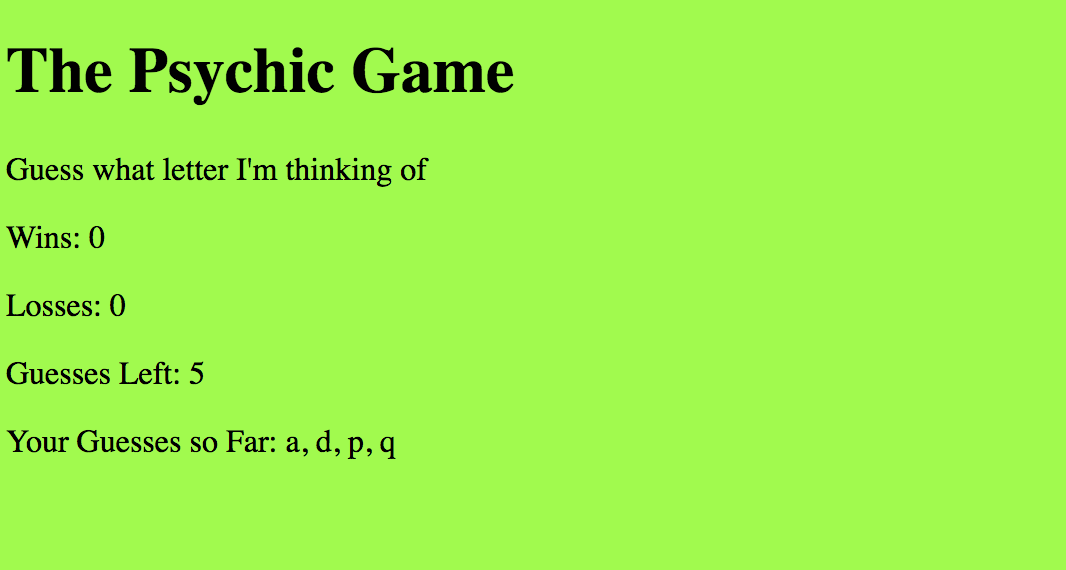 The Psychic Game
Guess what letter I'm thinking of
Wins: 0
Losses: 0
Guesses Left: 5
Your Guesses so Far: a, d, p, q